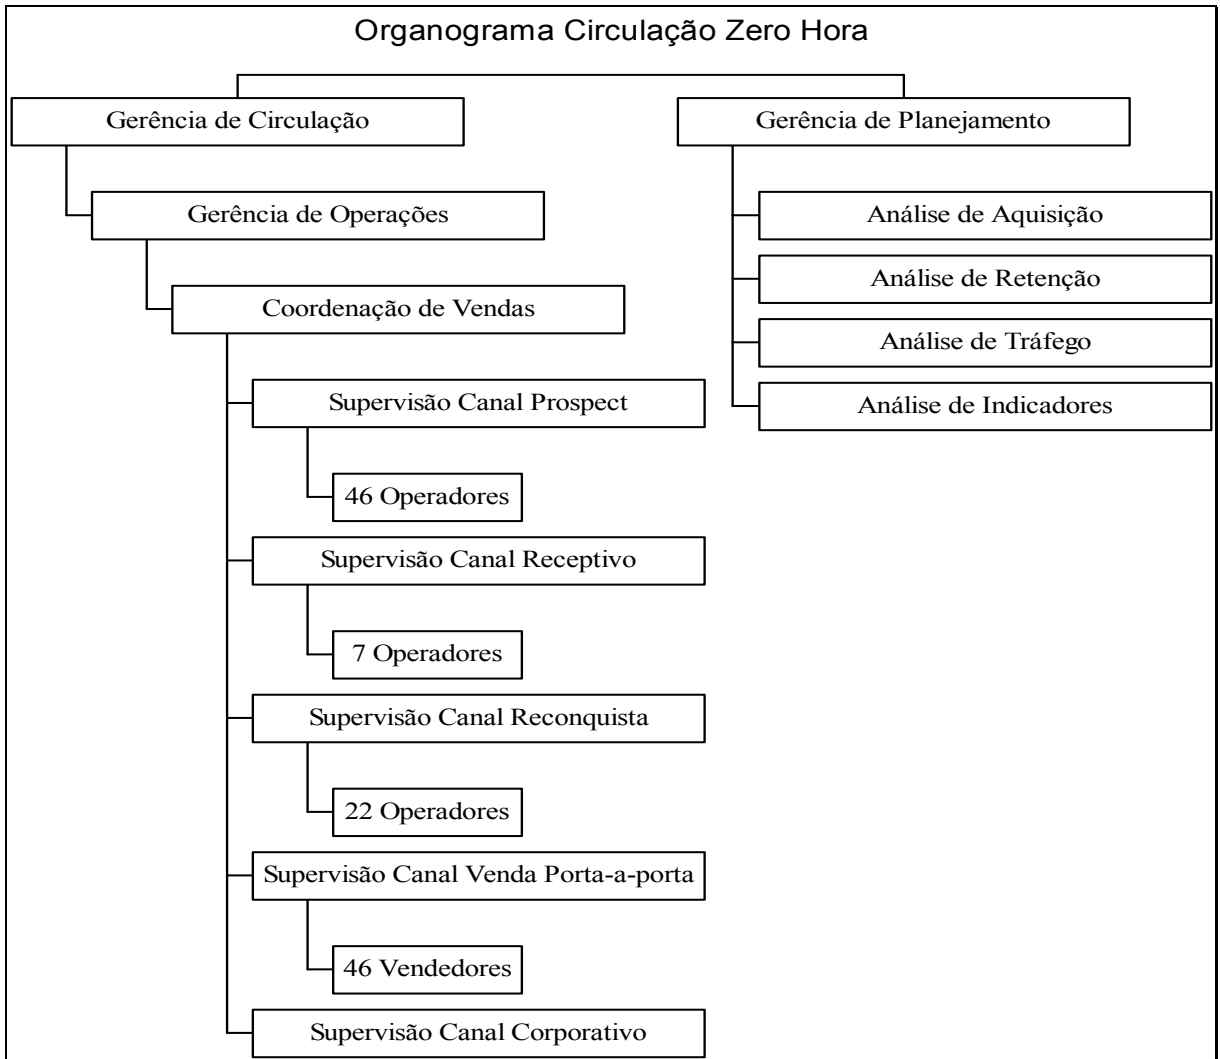 Organograma Circulação Zero Hora
Gerência de Circulação
Gerência de Planejamento
Gerência de Operações
Análise de Aquisição
Análise de Retenção
Coordenação de Vendas
Análise de Tráfego
Supervisão Canal Prospect
Análise de Indicadores
46 Operadores
Supervisão Canal Receptivo
7 Operadores
Supervisão Canal Reconquista
22 Operadores
Supervisão Canal Venda Porta-a-porta
46 Vendedores
Supervisão Canal Corporativo